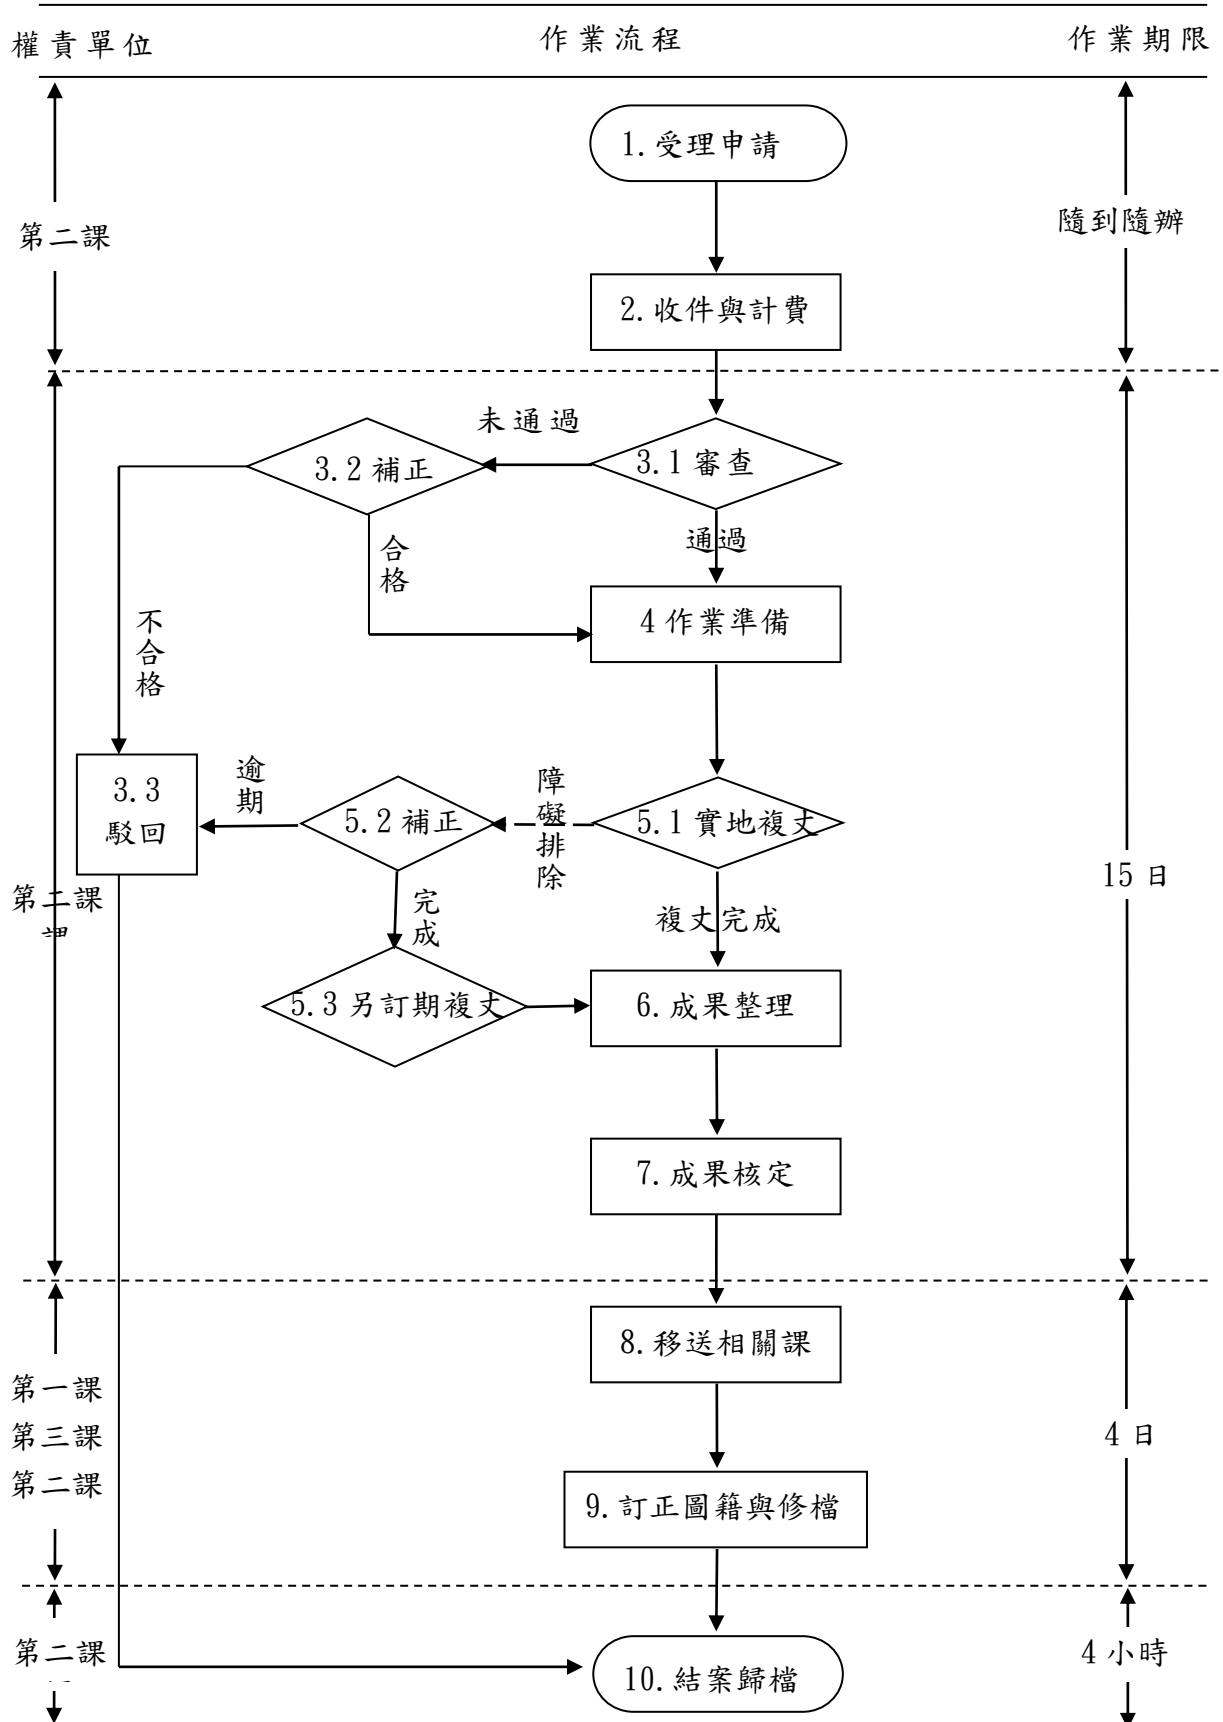 權責單位
作業流程
作業期限
1.受理申請
第二課
隨到隨辦
2.收件與計費
未通過
3.2補正
3.1審查
合格
通過
不合格
4作業準備
逾期
障礙排除
3.3
駁回
5.2補正
5.1實地複丈
15日
第二課
完成
複丈完成
5.3另訂期複丈
6.成果整理
7.成果核定
8.移送相關課
第一課
第三課
第二課
4日
9.訂正圖籍與修檔
第二課
4小時
10.結案歸檔